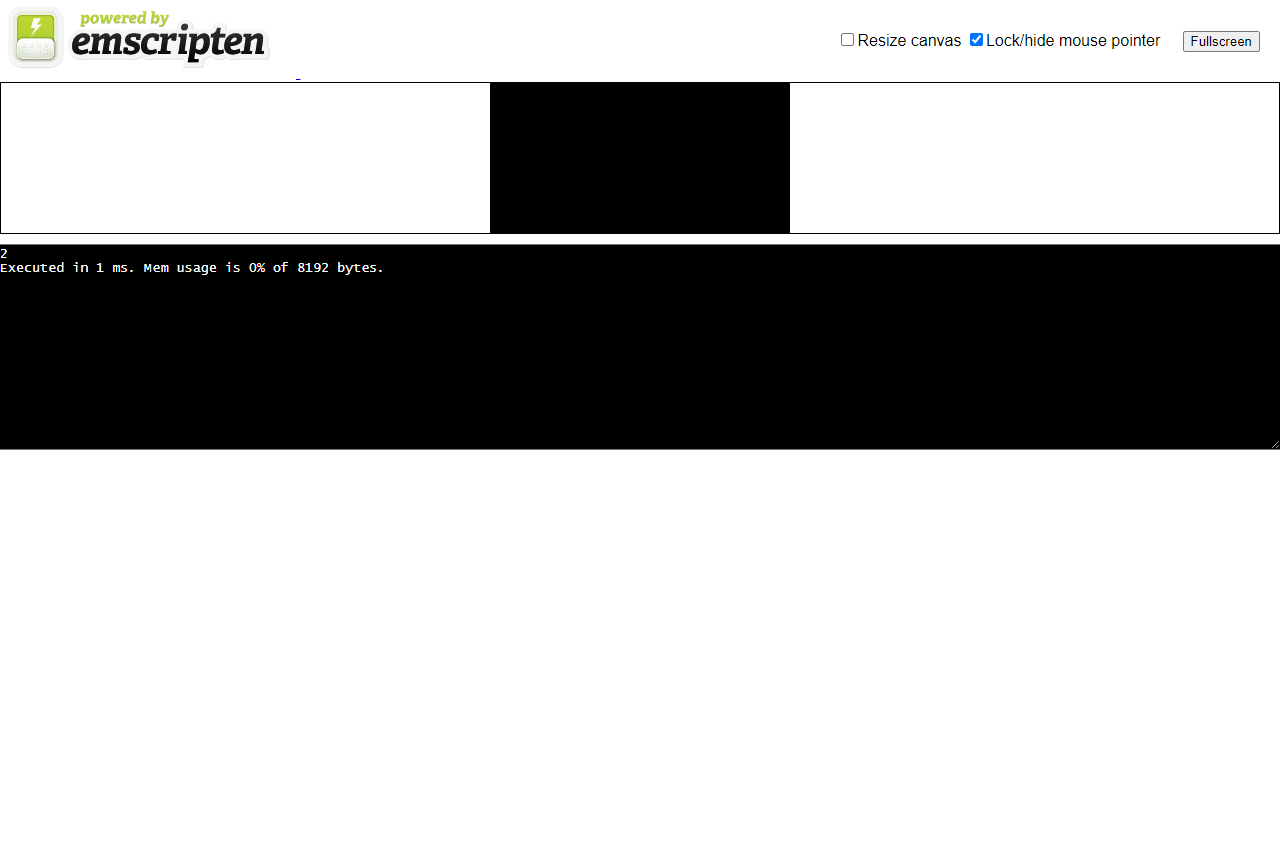 powered by
emscripten
Resize canvas Lock/hide mouse pointer Fullscreen
2
Executed in 1 ms. Mem usage is 0% of 8192 bytes.